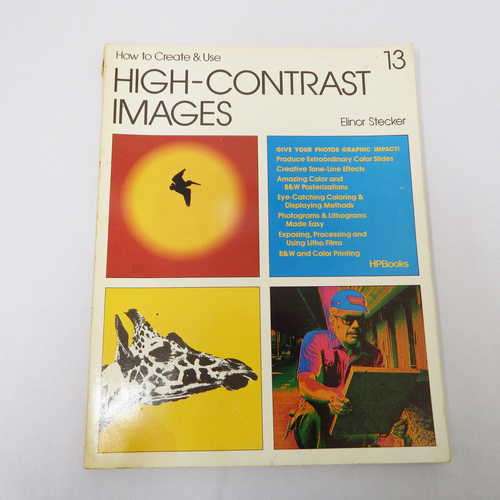 How to Create & Use
13
HIGH-CONTRAST
IMAGES
Elinor Stecker
GIVE YOUR PHOTOS GRAPHIC IMPACT!
Produce Extraordinary Color Slides
Creative Tone-Line Effects
Amazing Color and
B&W Posterizations
Eye-Catching Coloring &
Displaying Methods
Photograms & Lithograms
Made Easy
Exposing, Processing and
Using Litho Films
B&W and Color Printing
HPBooks